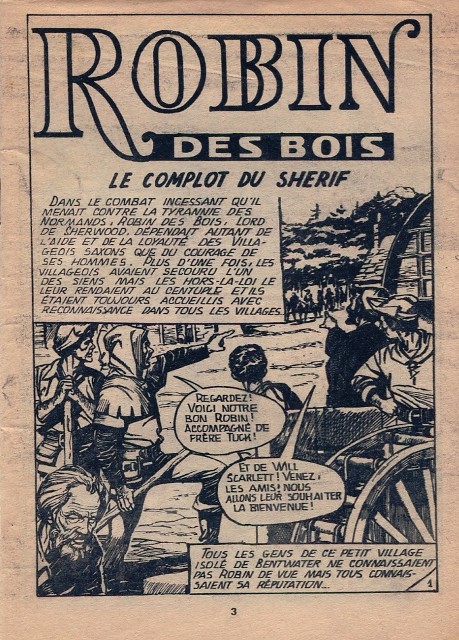 ROBIN
DES BOIS
LE COMPLOT DU SHERIF
DANS LE COMBAT INCESSANT QU'IL
MENAIT CONTRE LA TYRANNIE DES
NORMANDS, ROBIN DES BOIS, LORD
DE SHERWOOD, DÉPENDANT AUTANT DE
L'AIDE ET DE LA LOYAUTÉ DES VILLA-
GEOIS SAXONS QUE DU COURAGE DE
SES HOMMES. PLUS D'UNE FOIS, LES
VILLAGEOIS AVAIENT SECOURU L'UN
DES SIENS MAIS LES HORS-LA-LOI LE
LEUR RENDAIENT AU CENTUPLE ET ILS
ÉTAIENT TOUJOURS ACCUEILLIS AVEC
RECONNAISSANCE DANS TOUS LES VILLAGES.
REGARDEZ!
VOICI NOTRE
BON ROBIN!
ACCOMPAGNÉ DE
FRÈRE TUCK!
ET DE WILL
SCARLETT! VENEZ,
LES AMIS! NOUS
ALLONS LEUR SOUHAITER
LA BIENVENUE!
TOUS LES GENS DE CE PETIT VILLAGE
ISOLÉ DE BENTWATER NE CONNAISSAIENT
PAS ROBIN DE VUE MAIS TOUS CONNAIS-
SAIENT SA RÉPUTATION...
1
3